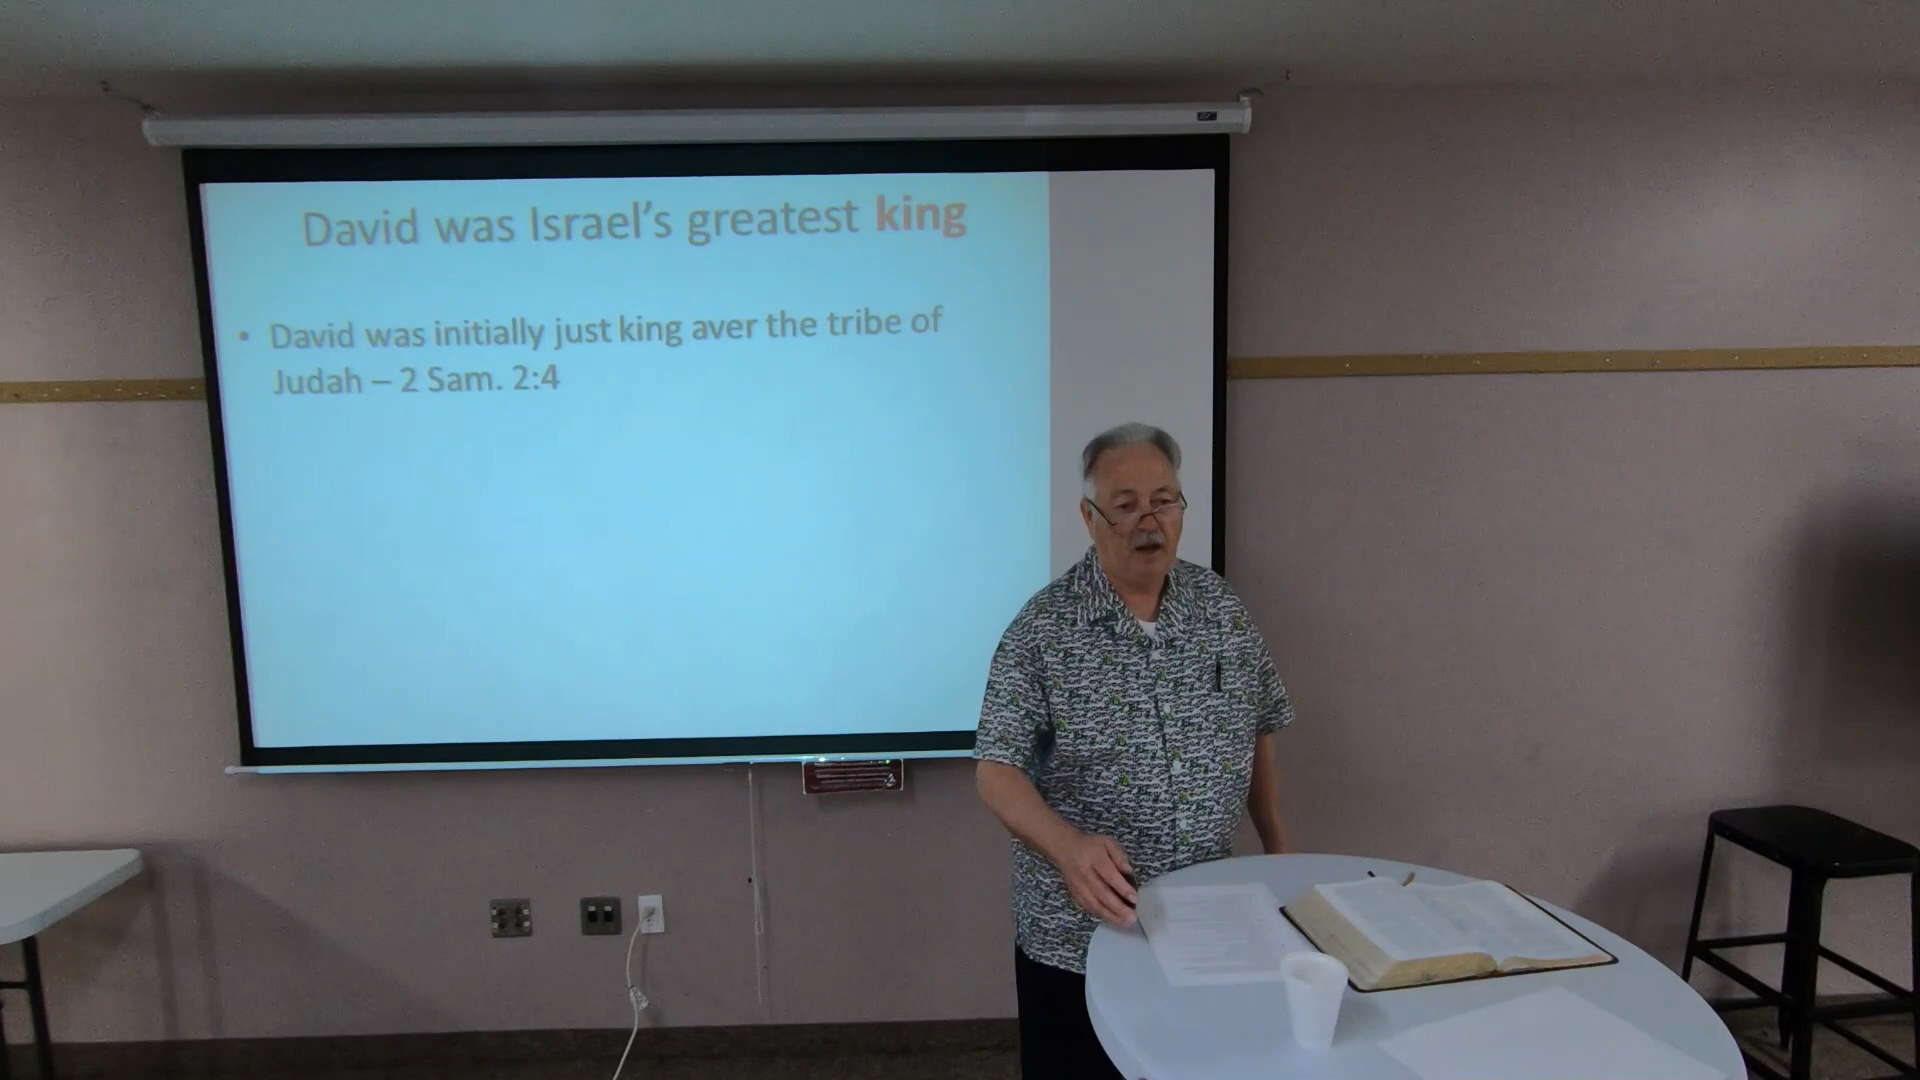 David was Israel's greatest king
• David was initially just king aver the tribe of
Judah – 2 Sam. 2:4